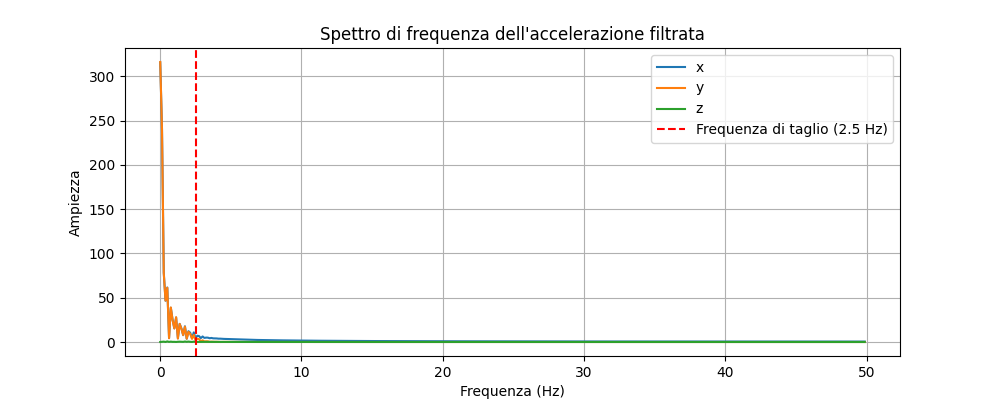 Spettro di frequenza dell'accelerazione filtrata
Ampiezza
300
250
200
150
100
50
0
0
10
20
30
40
50
Frequenza (Hz)
x
y
z
Frequenza di taglio (2.5 Hz)